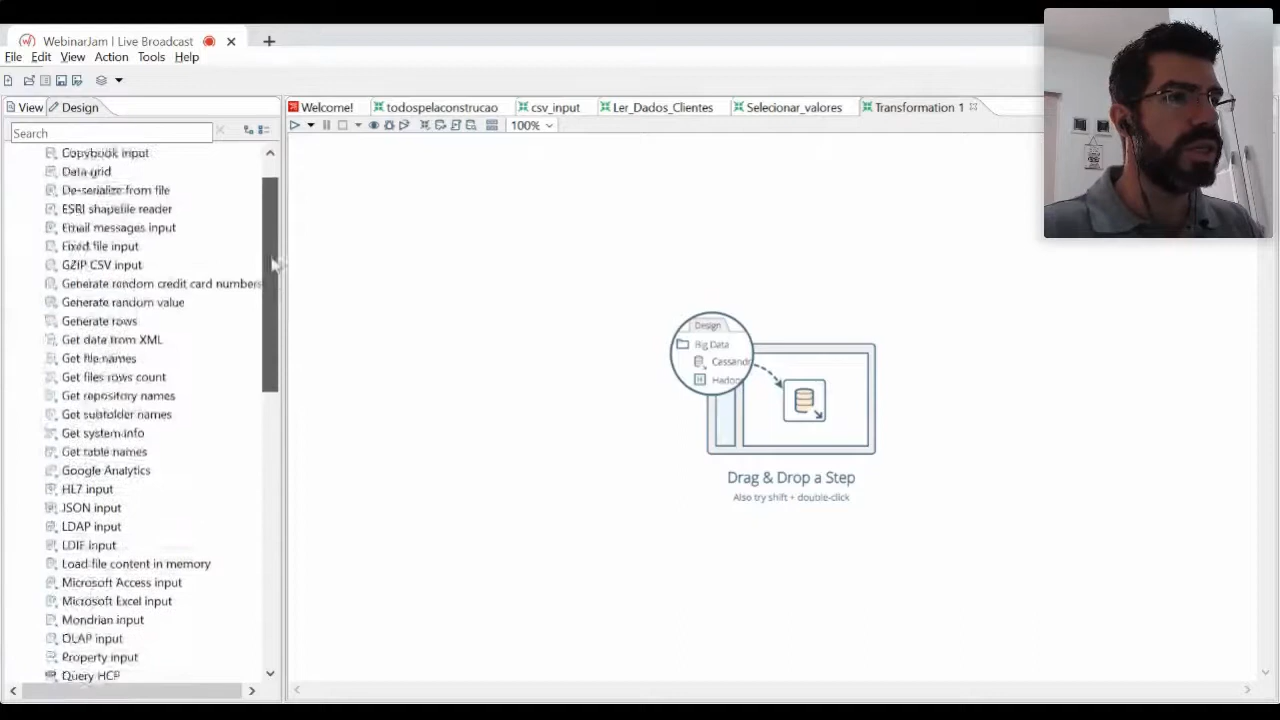 WebinarJam | Live Broadcast
File Edit View Action Tools Help
View Design
Welcome! todospelaconstrucao csv_input Ler_Dados_Clientes Selecionar_valores Transformation 1
100%
Search
Copybook input
Data grid
De-serialize from file
ESRI shapefile reader
Email messages input
Fixed file input
GZIP CSV input
Generate random credit card numbers
Generate random value
Generate rows
Get data from XML
Get file names
Get files rows count
Get repository names
Get subfolder names
Get system info
Get table names
Google Analytics
HL7 input
JSON input
LDAP input
LDIF input
Load file content in memory
Microsoft Access input
Microsoft Excel input
Mondrian input
OLAP input
Property input
Query HCP
Design
Big Data
Drag & Drop a Step
Also try shift + double-click